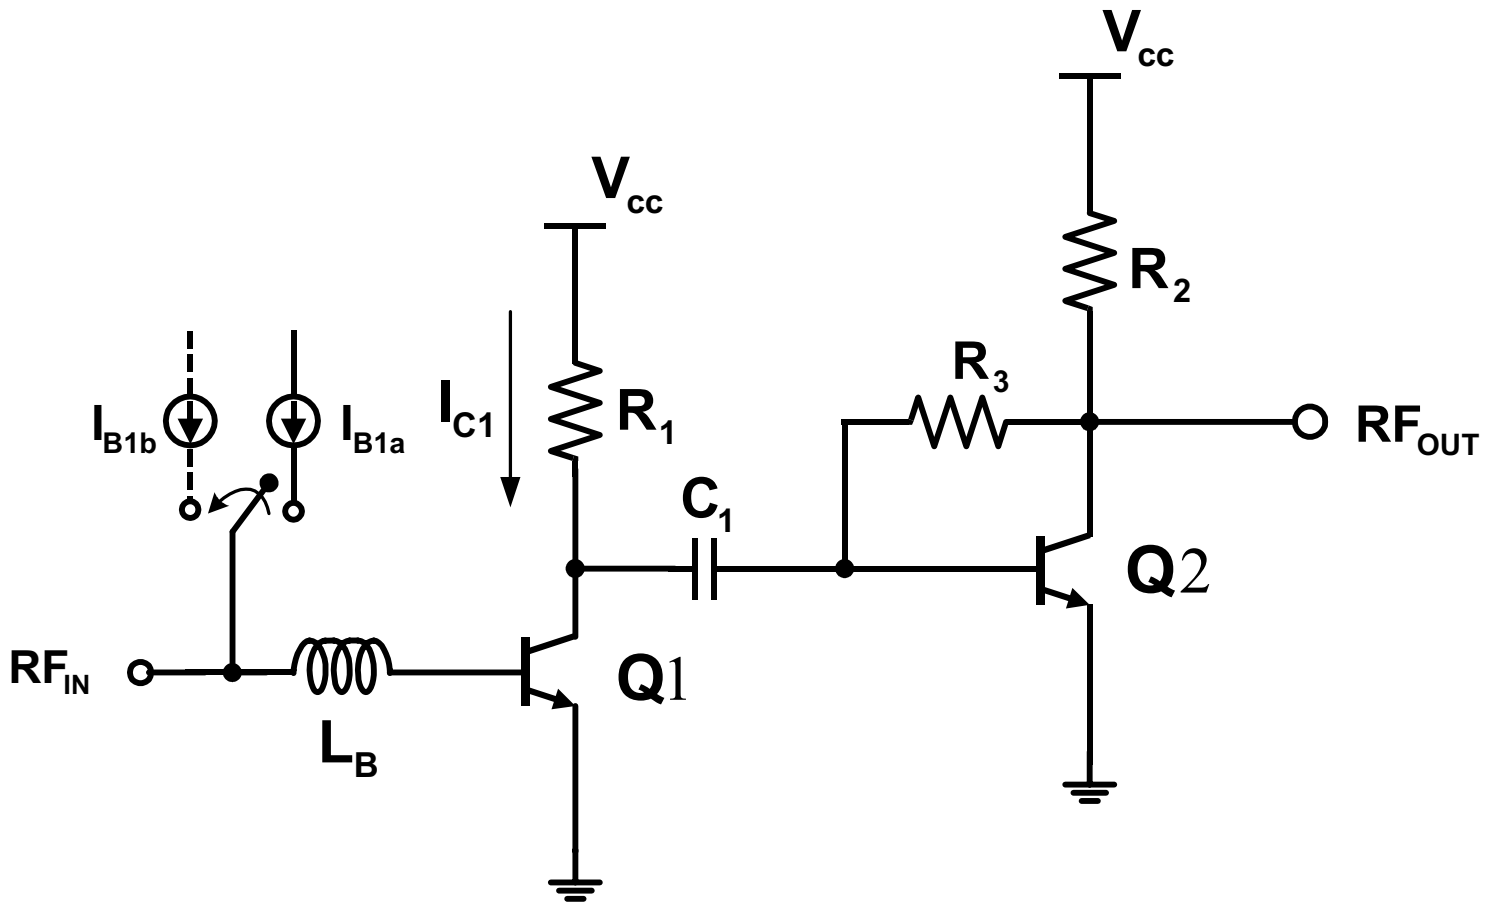 Vcc
Vcc
R2
R3
IB1b
IB1a
IC1
R1
RFOUT
C1
Q2
RFIN
Q1
LB